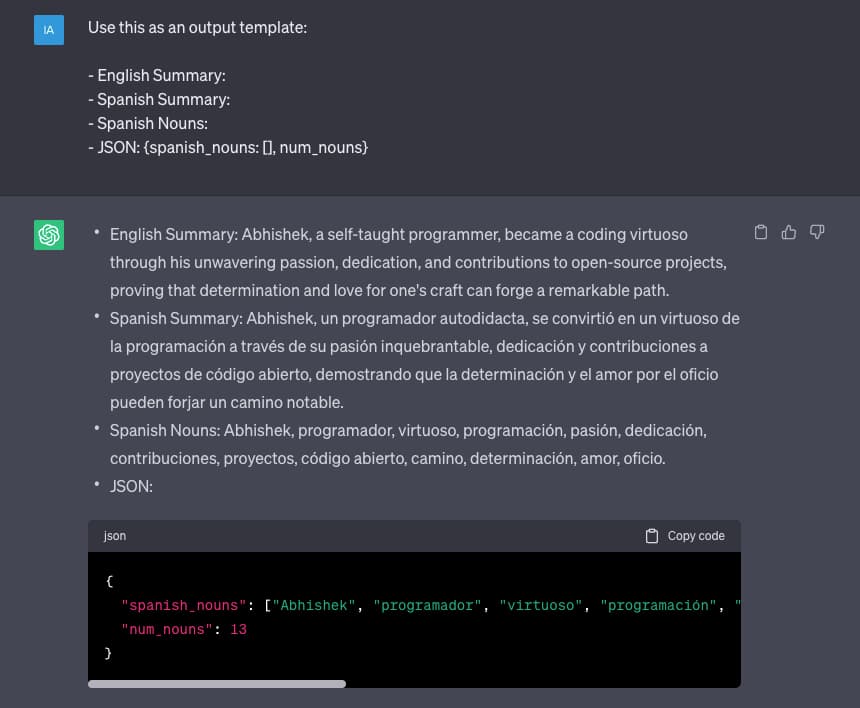 IA
Use this as an output template:
- English Summary:
- Spanish Summary:
- Spanish Nouns:
- JSON: {spanish_nouns: [], num_nouns}
• English Summary: Abhishek, a self-taught programmer, became a coding virtuoso
through his unwavering passion, dedication, and contributions to open-source projects,
proving that determination and love for one's craft can forge a remarkable path.
• Spanish Summary: Abhishek, un programador autodidacta, se convirtió en un virtuoso de
la programación a través de su pasión inquebrantable, dedicación y contribuciones a
proyectos de código abierto, demostrando que la determinación y el amor por el oficio
pueden forjar un camino notable.
• Spanish Nouns: Abhishek, programador, virtuoso, programación, pasión, dedicación,
contribuciones, proyectos, código abierto, camino, determinación, amor, oficio.
• JSON:
json Copy code
{
"spanish_nouns": ["Abhishek", "programador", "virtuoso", "programación", "
"num_nouns": 13
}